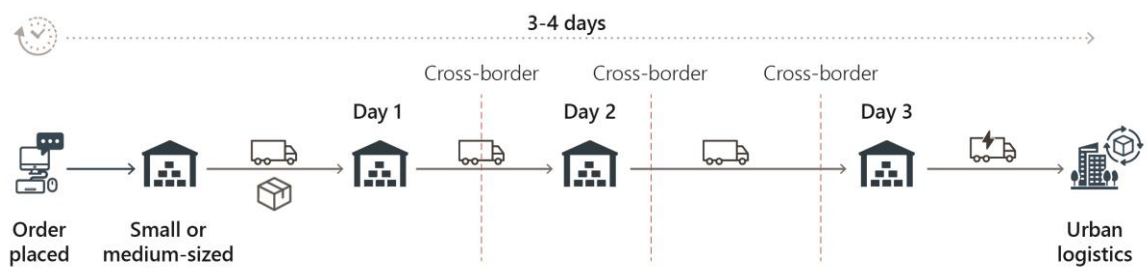 3-4 days
Cross-border
Cross-border
Cross-border
Day 1
Day 2
Day 3
Order
placed
Small or
medium-sized
Urban
logistics